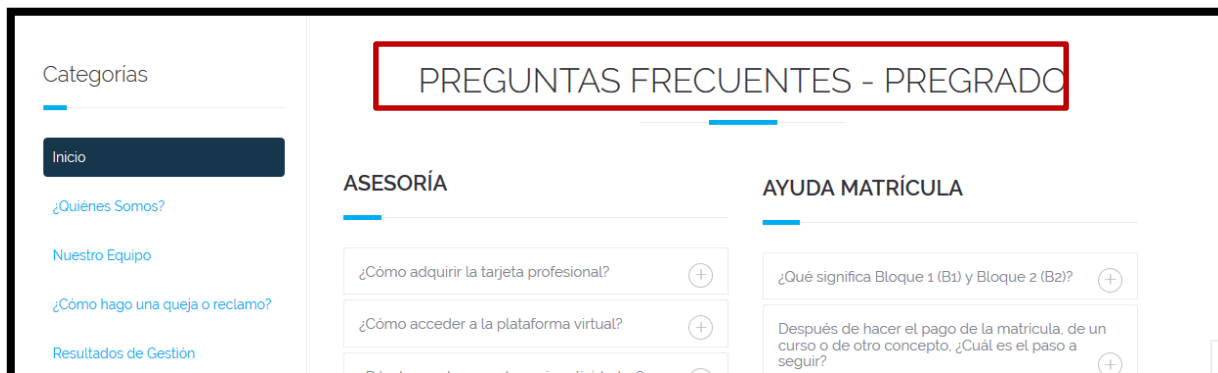 Categorías
Inicio
¿Quiénes Somos?
Nuestro Equipo
¿Cómo hago una queja o reclamo?
Resultados de Gestión
PREGUNTAS FRECUENTES - PREGRADO
ASESORÍA
¿Cómo adquirir la tarjeta profesional?
¿Cómo acceder a la plataforma virtual?
AYUDA MATRÍCULA
¿Qué significa Bloque 1 (B1) y Bloque 2 (B2)?
Después de hacer el pago de la matrícula, de un
curso o de otro concepto, ¿Cuál es el paso a
seguir?